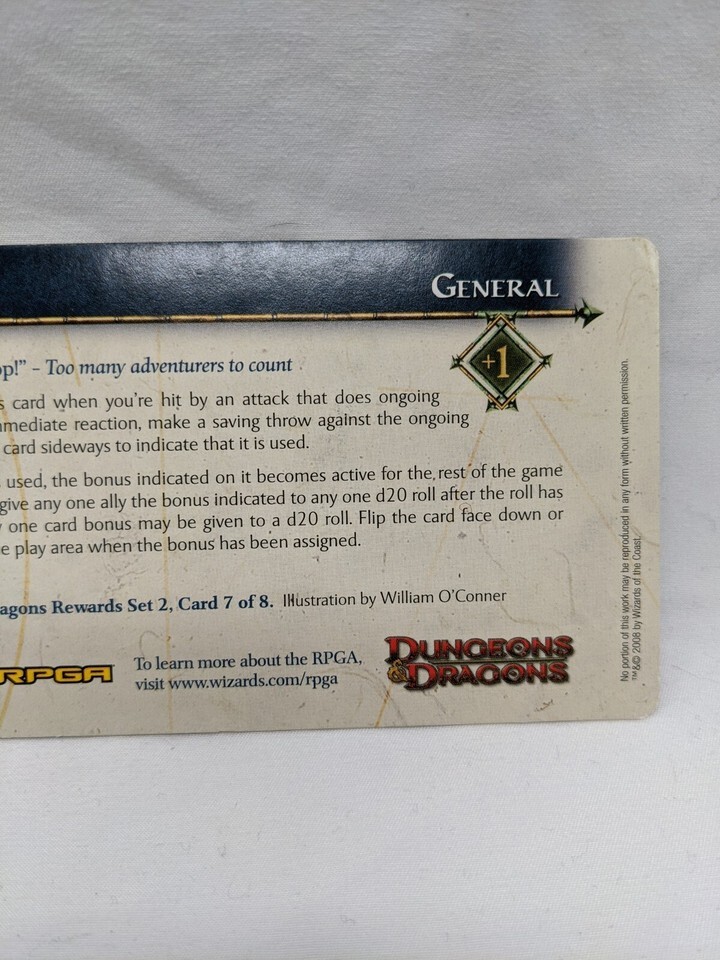 GENERAL
+1
op!" – Too many adventurers to count
s card when you're hit by an attack that does ongoing
mmediate reaction, make a saving throw against the ongoing
card sideways to indicate that it is used.
used, the bonus indicated on it becomes active for the rest of the game
give any one ally the bonus indicated to any one d20 roll after the roll has
y one card bonus may be given to a d20 roll. Flip the card face down or
e play area when the bonus has been assigned.
agons Rewards Set 2, Card 7 of 8. Illustration by William O'Conner
RPGA
To learn more about the RPGA,
visit www.wizards.com/rpga
DUNGEONS
& DRAGONS
No portion of this work may be reproduced in any form without written permission.
™&© 2008 by Wizards of the Coast.